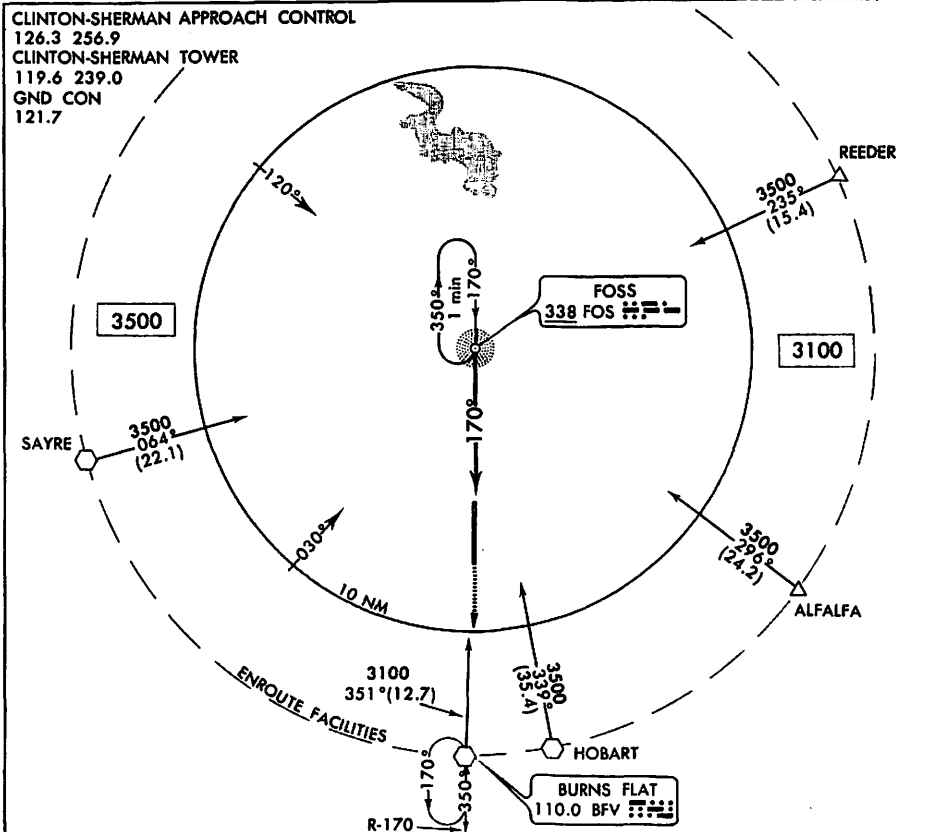 CLINTON-SHERMAN APPROACH CONTROL
126.3 256.9
CLINTON-SHERMAN TOWER
119.6 239.0
GND CON
121.7
REEDER
3500
235°
(15.4)
120°
350°
1 min
170°
FOSS
338 FOS
3500
3100
170°
SAYRE
3500
064°
(22.1)
030°
10 NM
3500
296°
(24.2)
ALFALFA
3100
351°(12.7)
3500
339°
(35.4)
ENROUTE FACILITIES
HOBART
170°
350°
BURNS FLAT
110.0 BFV
R-170